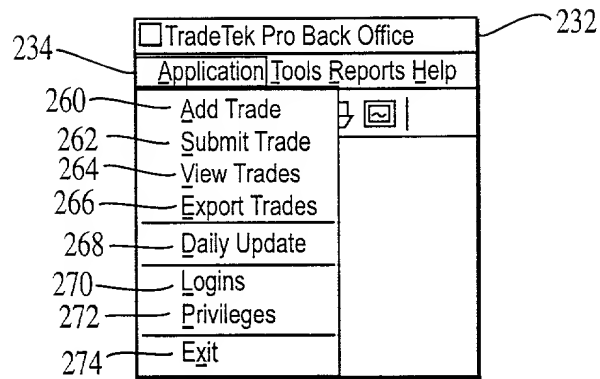 TradeTek Pro Back Office 232
234 Application Tools Reports Help
260 Add Trade
262 Submit Trade
264 View Trades
266 Export Trades
268 Daily Update
270 Logins
272 Privileges
274 Exit